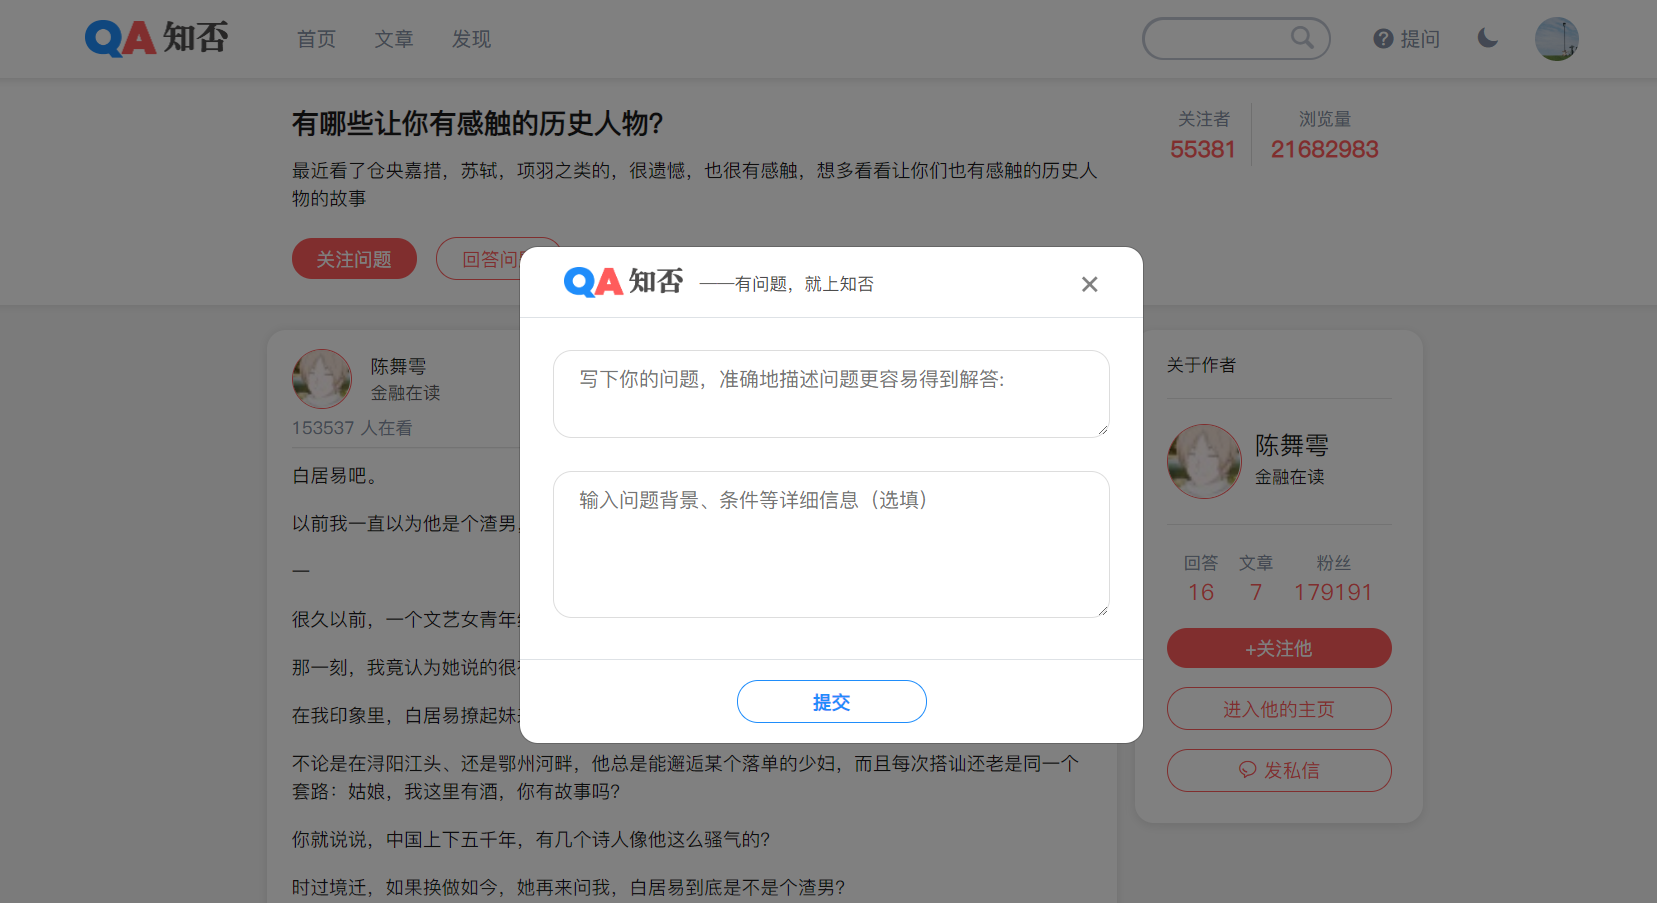 QA 知否
首页 文章 发现
提问
有哪些让你有感触的历史人物?
最近看了仓央嘉措，苏轼，项羽之类的，很遗憾，也很有感触，想多看看让你们也有感触的历史人
物的故事
关注者 浏览量
55381 21682983
关注问题 回答问
QA 知否 ——有问题，就上知否 ×
写下你的问题，准确地描述问题更容易得到解答:
输入问题背景、条件等详细信息（选填）
提交
陈舞雩
金融在读
153537 人在看
白居易吧。
以前我一直以为他是个渣男，
一
很久以前，一个文艺女青年
那一刻，我竟认为她说的很
在我印象里，白居易撩起妹
不论是在浔阳江头、还是鄂州河畔，他总是能邂逅某个落单的少妇，而且每次搭讪还老是同一个
套路：姑娘，我这里有酒，你有故事吗?
你就说说，中国上下五千年，有几个诗人像他这么骚气的?
时过境迁，如果换做如今，她再来问我，白居易到底是不是个渣男?
关于作者
陈舞雩
金融在读
回答 文章 粉丝
16 7 179191
+关注他
进入他的主页
发私信